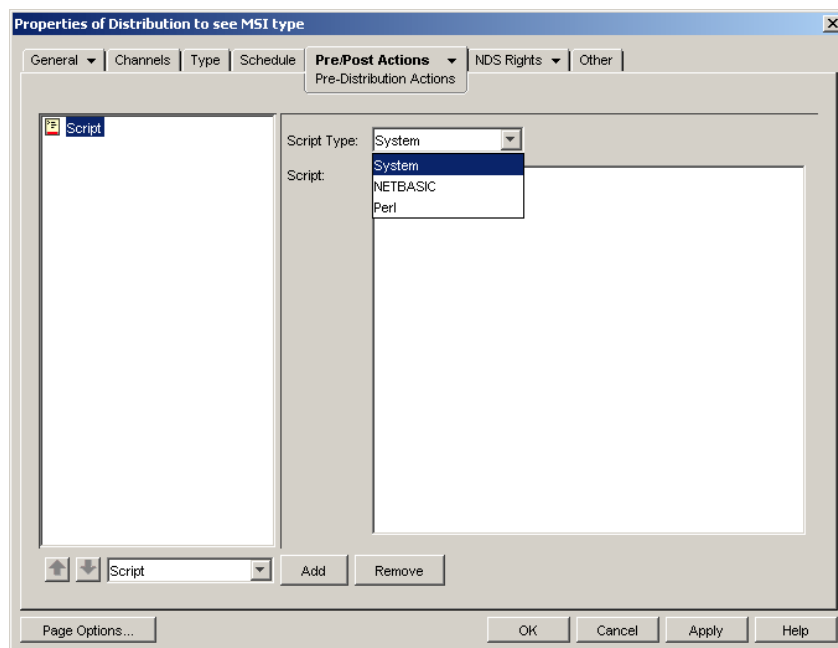 Properties of Distribution to see MSI type
General Channels Type Schedule Pre/Post Actions NDS Rights Other
Pre-Distribution Actions
Script
Script Type: System
Script:
System
NETBASIC
Perl
Script Add Remove
Page Options... OK Cancel Apply Help